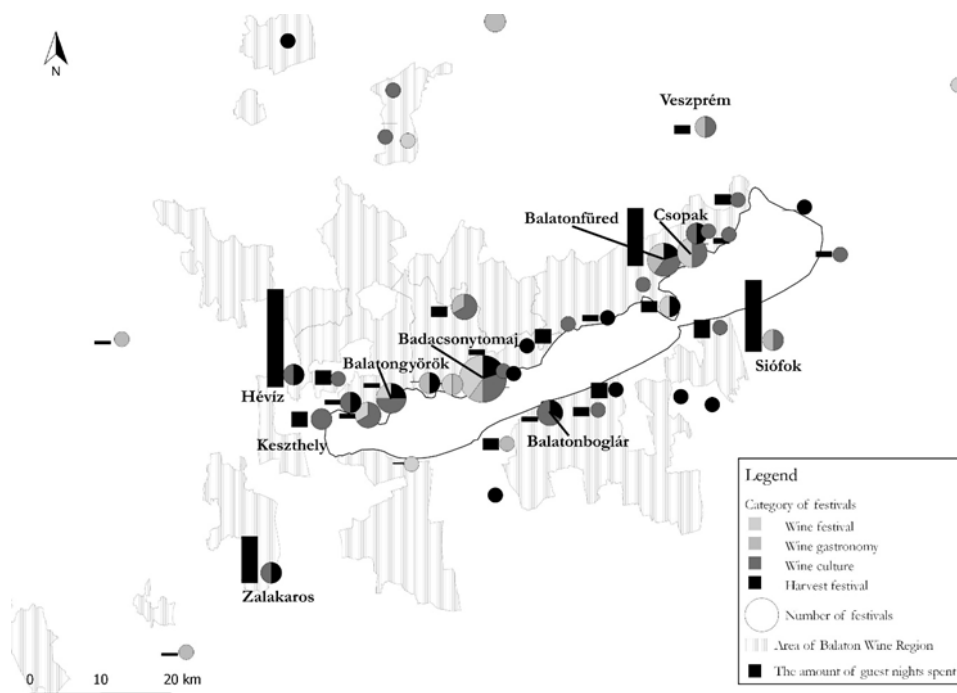 N
Veszprém
Balatonfüred
Csopak
Badacsonytomaj
Balatongyörök
Hévíz
Siófok
Keszthely
Balatonboglár
Zalakaros
0 10 20 km
Legend
Category of festivals
Wine festival
Wine gastronomy
Wine culture
Harvest festival
Number of festivals
Area of Balaton Wine Region
The amount of guest nights spent